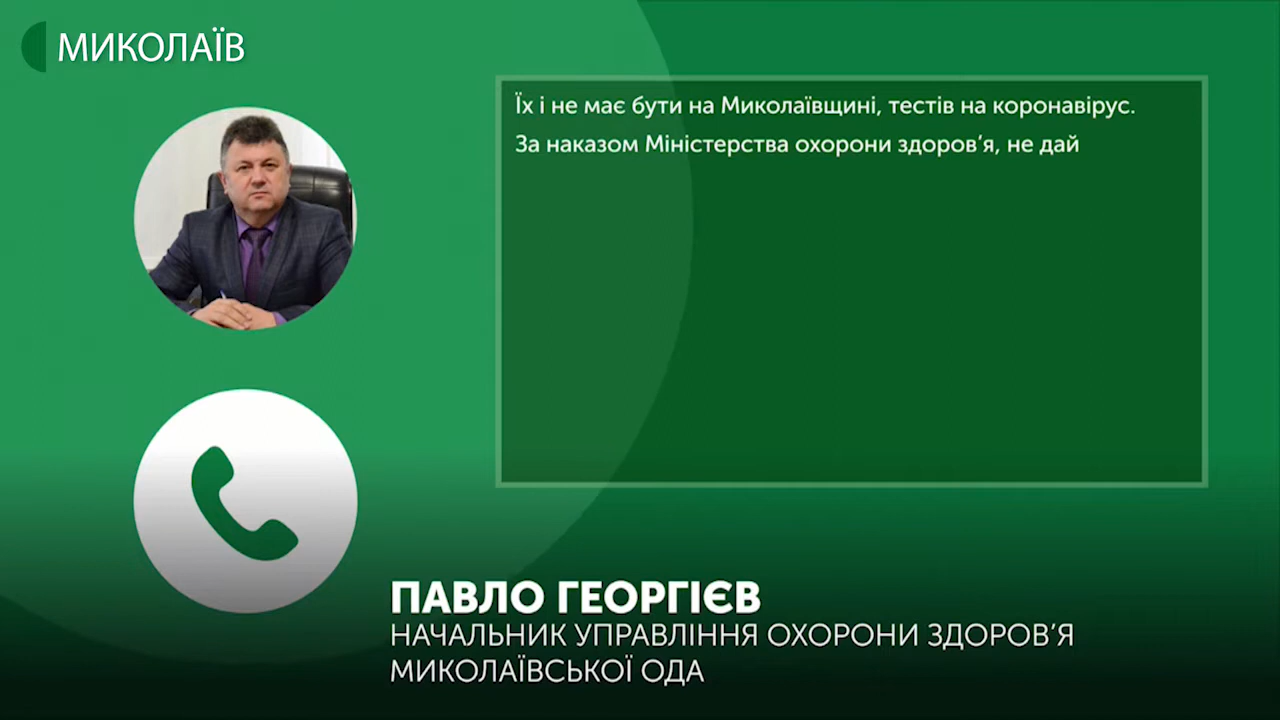 МИКОЛАЇВ
Їх і не має бути на Миколаївщині, тестів на коронавірус.
За наказом Міністерства охорони здоров’я, не дай
ПАВЛО ГЕОРГІЄВ
НАЧАЛЬНИК УПРАВЛІННЯ ОХОРОНИ ЗДОРОВ’Я
МИКОЛАЇВСЬКОЇ ОДА